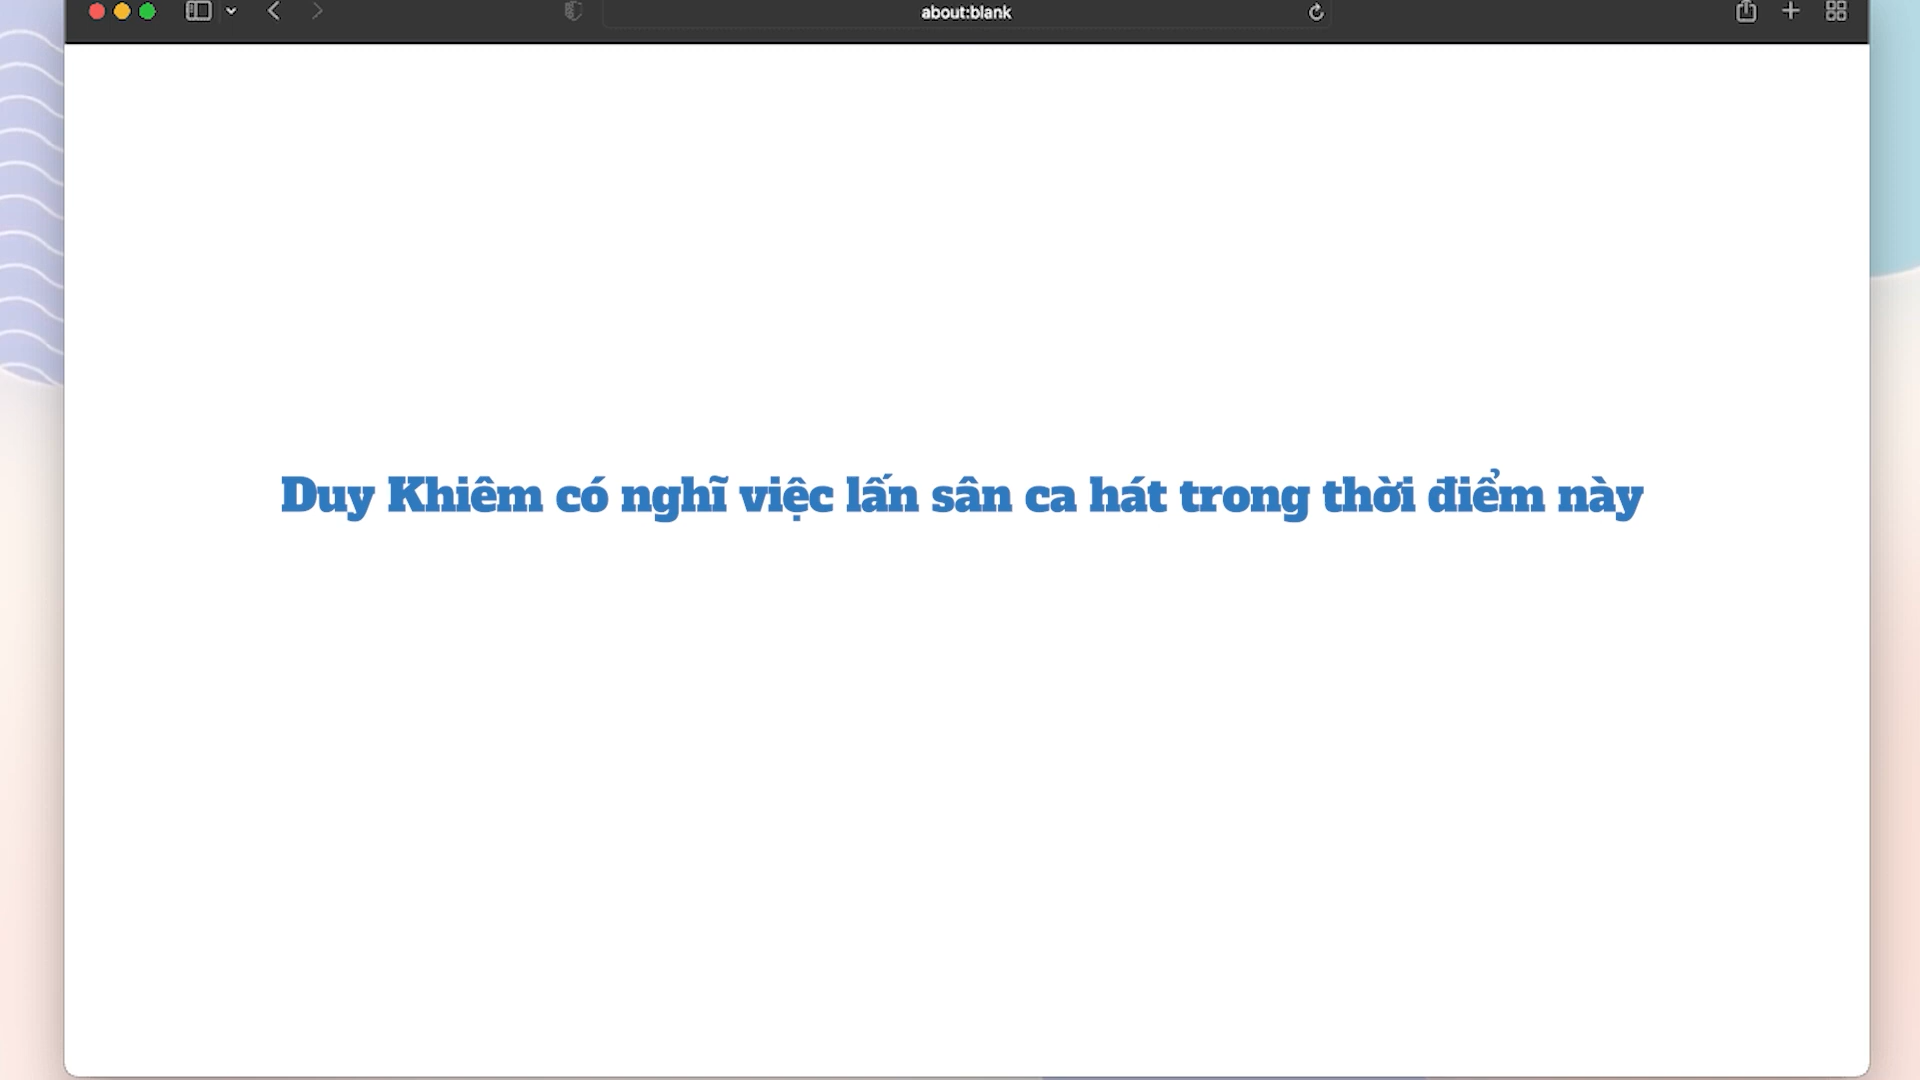 about:blank
Duy Khiêm có nghĩ việc lấn sân ca hát trong thời điểm này